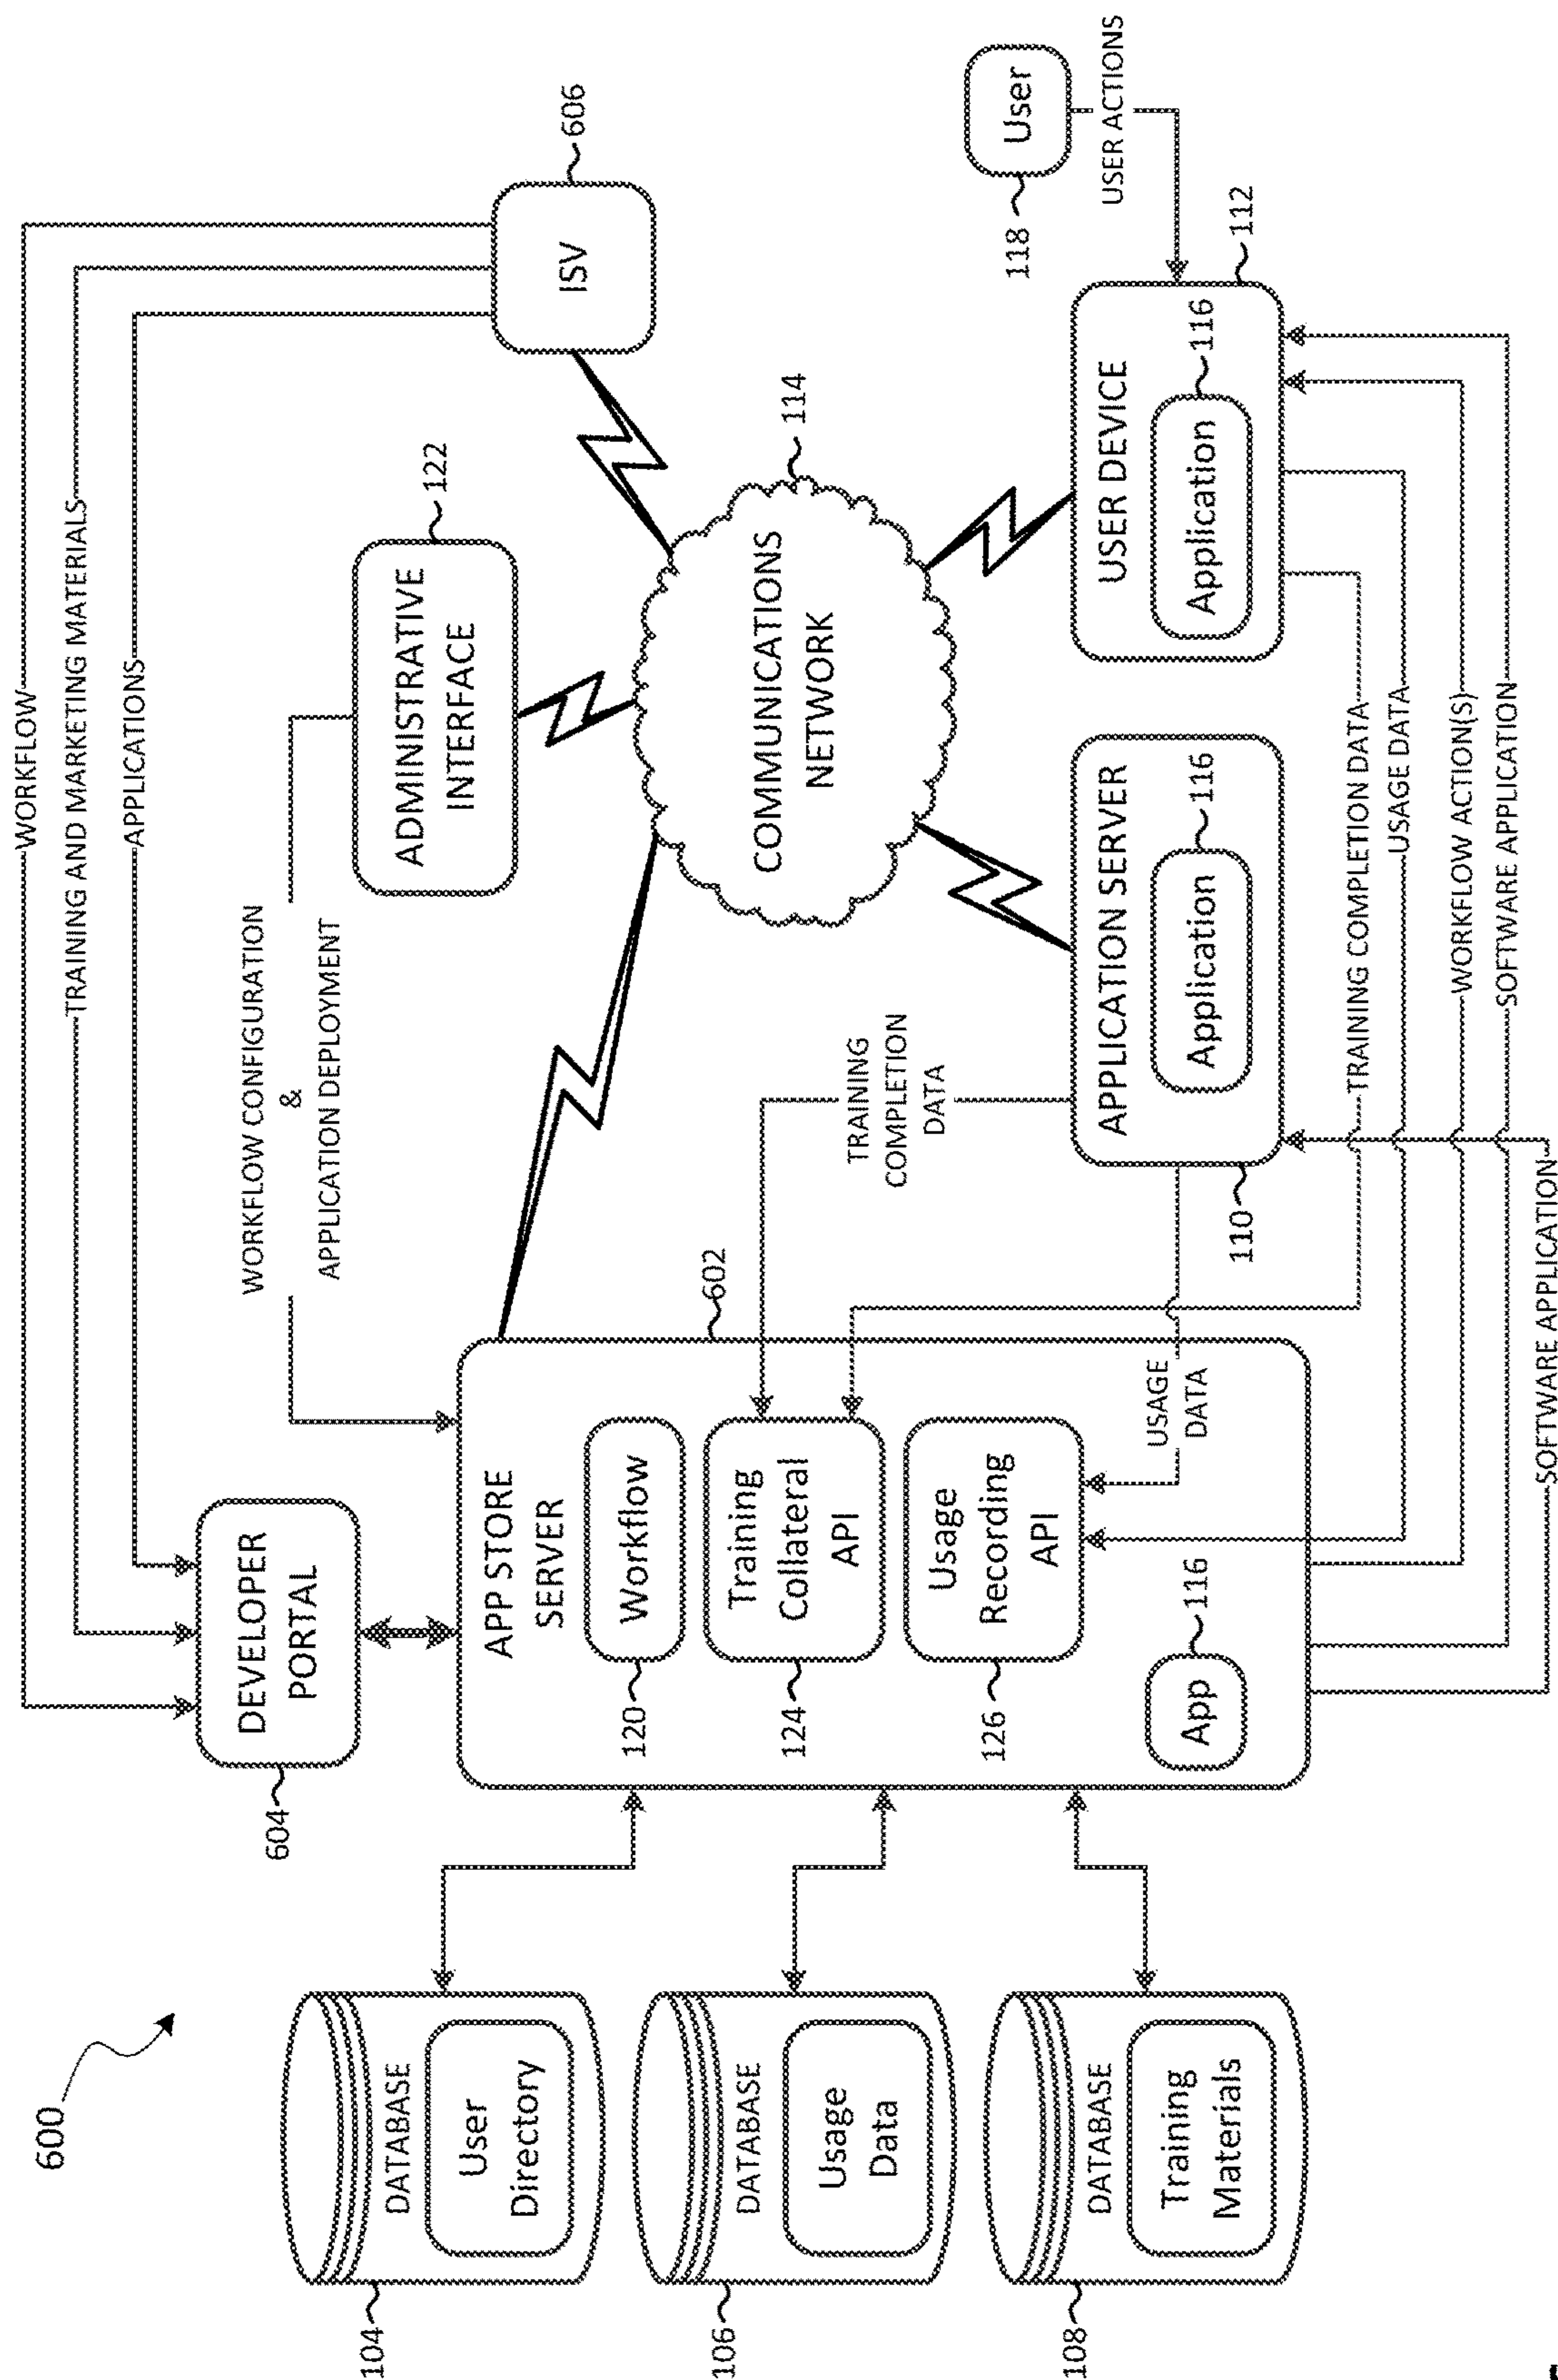 600
WORKFLOW
TRAINING AND MARKETING MATERIALS
APPLICATIONS
604
DEVELOPER
PORTAL
WORKFLOW CONFIGURATION
&
APPLICATION DEPLOYMENT
ADMINISTRATIVE
INTERFACE
122
ISV
606
104
DATABASE
User
Directory
106
DATABASE
Usage
Data
108
DATABASE
Training
Materials
APP STORE
SERVER
602
Workflow
120
Training
Collateral
API
124
Usage
Recording
API
126
App
116
USAGE
DATA
TRAINING
COMPLETION
DATA
COMMUNICATIONS
NETWORK
114
APPLICATION SERVER
Application
116
110
USER DEVICE
Application
116
112
User
118
USER ACTIONS
TRAINING COMPLETION DATA
USAGE DATA
WORKFLOW ACTION(S)
SOFTWARE APPLICATION
SOFTWARE APPLICATION